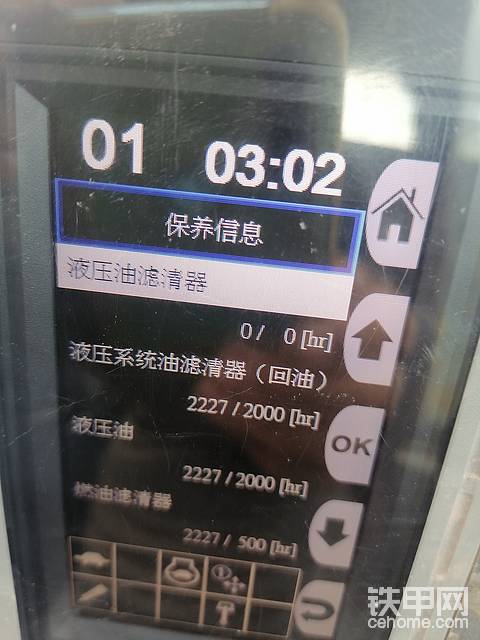 01 03:02
保养信息
液压油滤清器
0 / 0 [hr]
液压系统油滤清器（回油）
2227 / 2000 [hr]
液压油
2227 / 2000 [hr]
燃油滤清器
2227 / 500 [hr]
OK
铁甲网
cehome.com